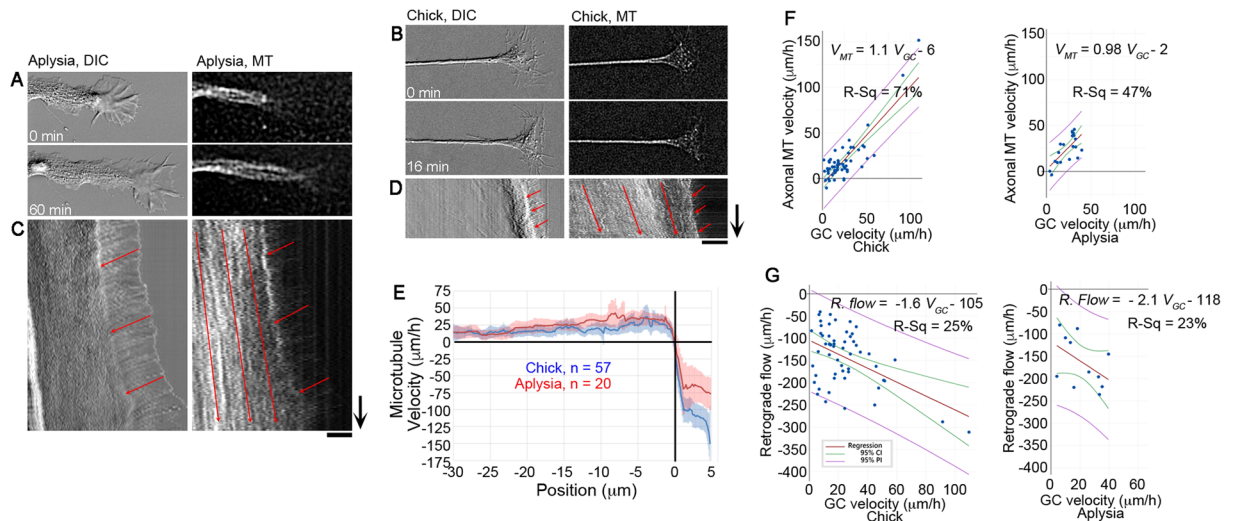 A
Aplysia, DIC
Aplysia, MT
0 min
60 min
C
B
Chick, DIC
Chick, MT
0 min
16 min
D
E
Microtubule
Velocity (μm/h)
75
50
25
0
-25
-50
-75
-100
-125
-150
-175
Chick, n = 57
Aplysia, n = 20
-30 -25 -20 -15 -10 -5 0 5
Position (μm)
F
Axonal MT velocity (μm/h)
150
100
50
0
V_MT = 1.1 V_GC - 6
R-Sq = 71%
0 25 50 75 100
GC velocity (μm/h)
Chick
Axonal MT velocity (μm/h)
150
100
50
0
V_MT = 0.98 V_GC - 2
R-Sq = 47%
0 25 50 75 100
GC velocity (μm/h)
Aplysia
G
Retrograde flow (μm/h)
0
-50
-100
-150
-200
-250
-300
-350
-400
R. flow = -1.6 V_GC - 105
R-Sq = 25%
Regression
95% CI
95% PI
0 20 40 60 80 100
GC velocity (μm/h)
Chick
Retrograde flow (μm/h)
0
-50
-100
-150
-200
-250
-300
-350
-400
R. Flow = - 2.1 V_GC - 118
R-Sq = 23%
0 20 40 60 80
GC velocity (μm/h)
Aplysia